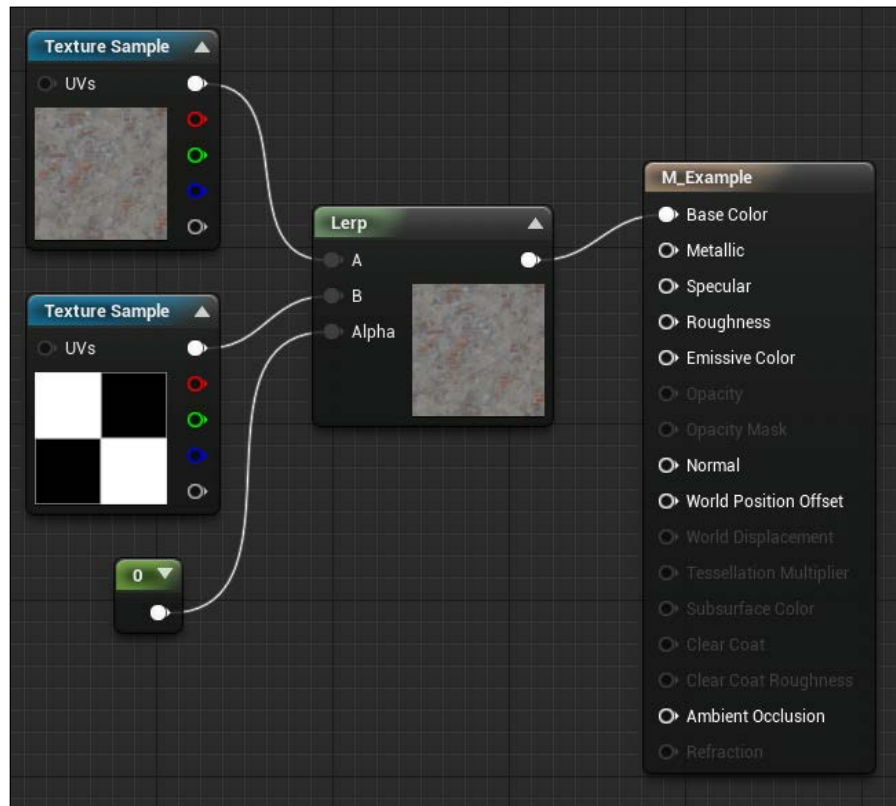 Texture Sample
UVs
Texture Sample
UVs
0
Lerp
A
B
Alpha
M_Example
Base Color
Metallic
Specular
Roughness
Emissive Color
Opacity
Opacity Mask
Normal
World Position Offset
World Displacement
Tessellation Multiplier
Subsurface Color
Clear Coat
Clear Coat Roughness
Ambient Occlusion
Refraction